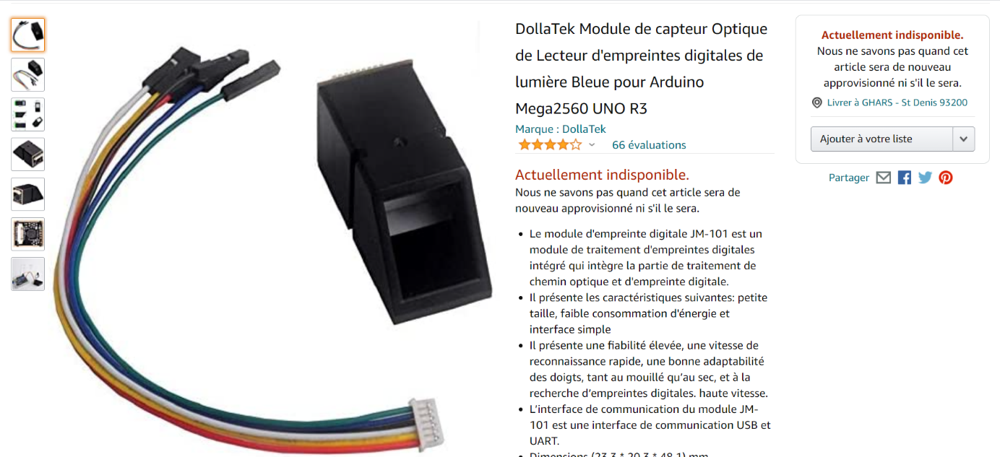 DollaTek Module de capteur Optique
de Lecteur d'empreintes digitales de
lumière Bleue pour Arduino
Mega2560 UNO R3
Marque : DollaTek
66 évaluations
Actuellement indisponible.
Nous ne savons pas quand cet article sera de
nouveau approvisionné ni s'il le sera.
Le module d'empreinte digitale JM-101 est un
module de traitement d'empreintes digitales
intégré qui intègre la partie de traitement de
chemin optique et d'empreinte digitale.
Il présente les caractéristiques suivantes: petite
taille, faible consommation d'énergie et
interface simple
Il présente une fiabilité élevée, une vitesse de
reconnaissance rapide, une bonne adaptabilité
des doigts, tant au mouillé qu’au sec, et à la
recherche d’empreintes digitales. haute vitesse.
L’interface de communication du module JM-
101 est une interface de communication USB et
UART.
Dimensions (23,3 * 20,3 * 48,1) mm
Actuellement indisponible.
Nous ne savons pas quand cet
article sera de nouveau
approvisionné ni s'il le sera.
Livrer à GHARS - St Denis 93200
Ajouter à votre liste
Partager